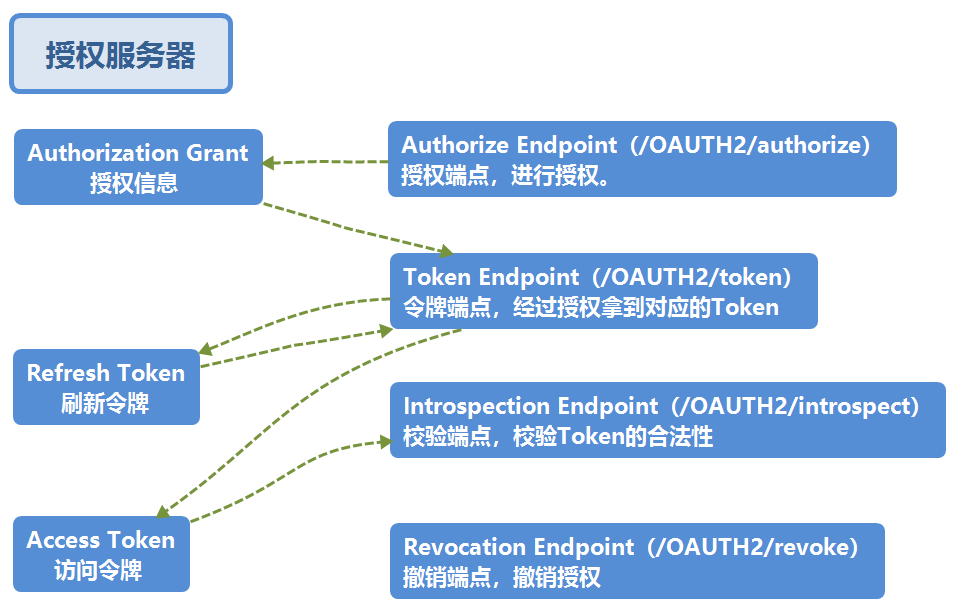 授权服务器
Authorization Grant
授权信息
Authorize Endpoint（/OAUTH2/authorize）
授权端点，进行授权。
Token Endpoint（/OAUTH2/token）
令牌端点，经过授权拿到对应的Token
Refresh Token
刷新令牌
Introspection Endpoint（/OAUTH2/introspect）
校验端点，校验Token的合法性
Access Token
访问令牌
Revocation Endpoint（/OAUTH2/revoke）
撤销端点，撤销授权